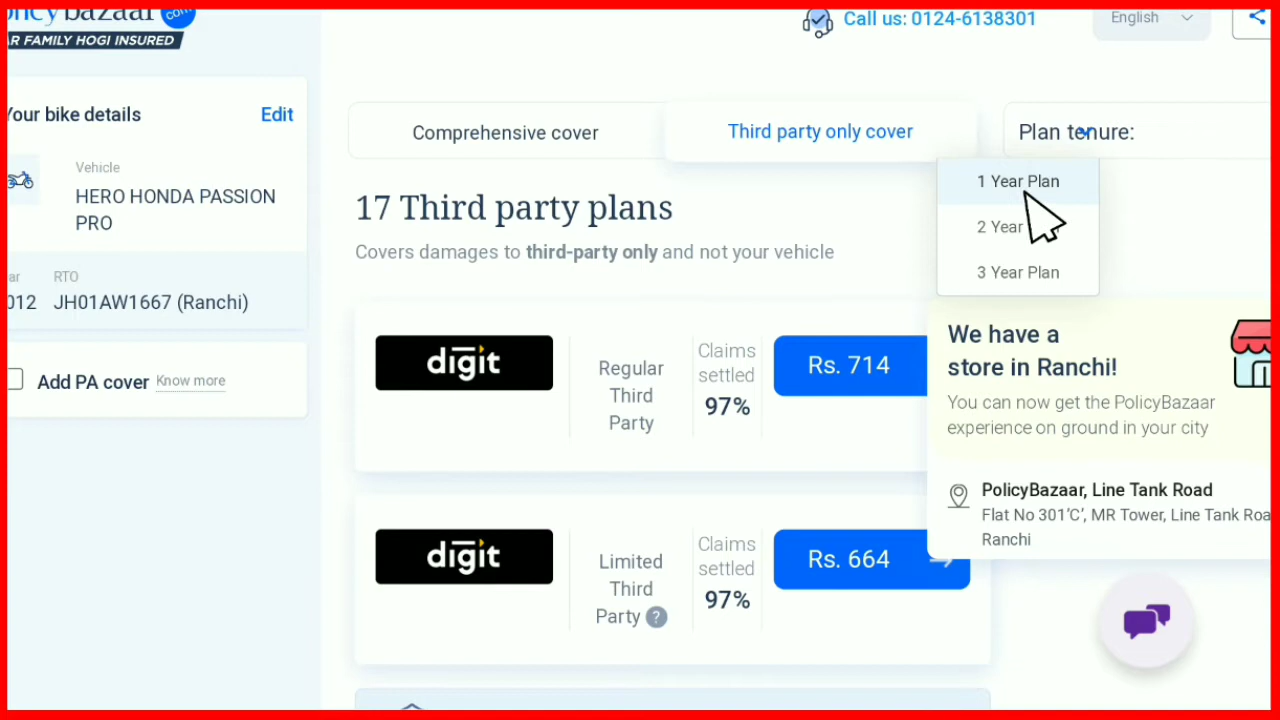 policybazaar com
AR FAMILY HOGI INSURED
Call us: 0124-6138301
English
Your bike details
Edit
Vehicle
HERO HONDA PASSION
PRO
ar
RTO
012
JH01AW1667 (Ranchi)
Add PA cover Know more
Comprehensive cover
Third party only cover
Plan tenure:
1 Year Plan
2 Year
3 Year Plan
17 Third party plans
Covers damages to third-party only and not your vehicle
digit
Regular
Third
Party
Claims
settled
97%
Rs. 714
digit
Limited
Third
Party ?
Claims
settled
97%
Rs. 664
We have a
store in Ranchi!
You can now get the PolicyBazaar
experience on ground in your city
PolicyBazaar, Line Tank Road
Flat No 301'C', MR Tower, Line Tank Roa
Ranchi